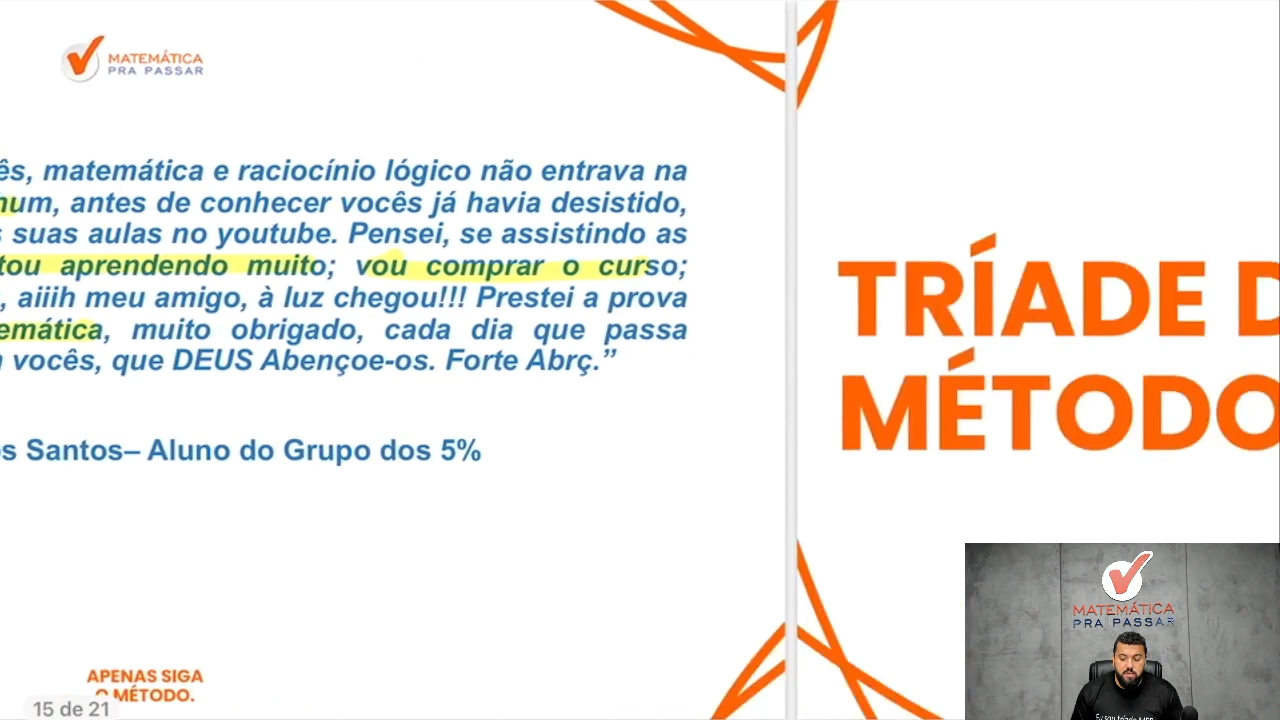 MATEMÁTICA
PRA PASSAR
ês, matemática e raciocínio lógico não entrava na
hum, antes de conhecer vocês já havia desistido,
s suas aulas no youtube. Pensei, se assistindo as
tou aprendendo muito; vou comprar o curso;
, aiiih meu amigo, à luz chegou!!! Prestei a prova
emática, muito obrigado, cada dia que passa
n vocês, que DEUS Abençoe-os. Forte Abrç.”
os Santos– Aluno do Grupo dos 5%
APENAS SIGA
O MÉTODO.
15 de 21
TRÍADE D
MÉTODO
MATEMÁTICA
PRA PASSAR